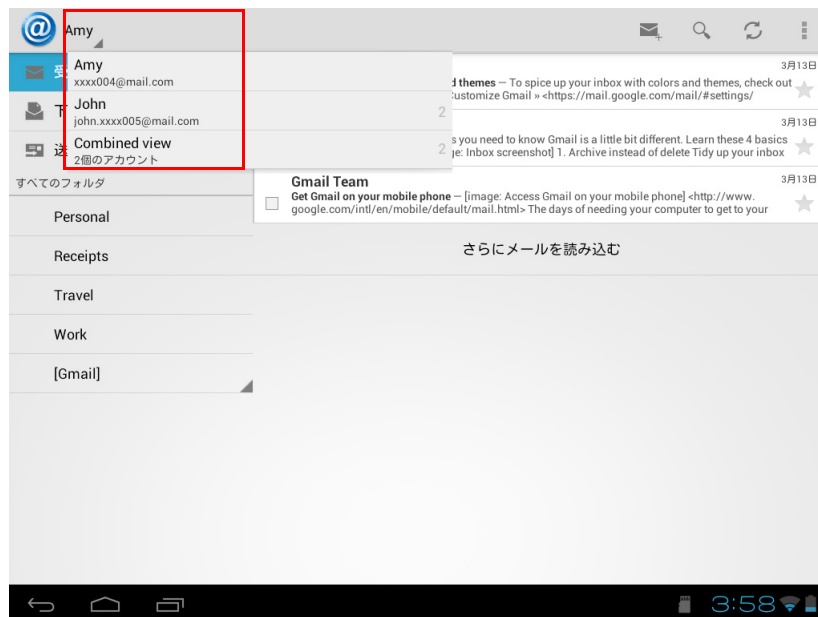 Amy
Amy
xxxx004@mail.com
John
john.xxxx005@mail.com
2
Combined view
2個のアカウント
2
受
下
送
すべてのフォルダ
Personal
Receipts
Travel
Work
[Gmail]
3月13日
d themes – To spice up your inbox with colors and themes, check out
Customize Gmail » <https://mail.google.com/mail/#settings/
3月13日
s you need to know Gmail is a little bit different. Learn these 4 basics
ge: Inbox screenshot] 1. Archive instead of delete Tidy up your inbox
Gmail Team
3月13日
Get Gmail on your mobile phone – [image: Access Gmail on your mobile phone] <http://www.
google.com/intl/en/mobile/default/mail.html> The days of needing your computer to get to your
さらにメールを読み込む
3:58